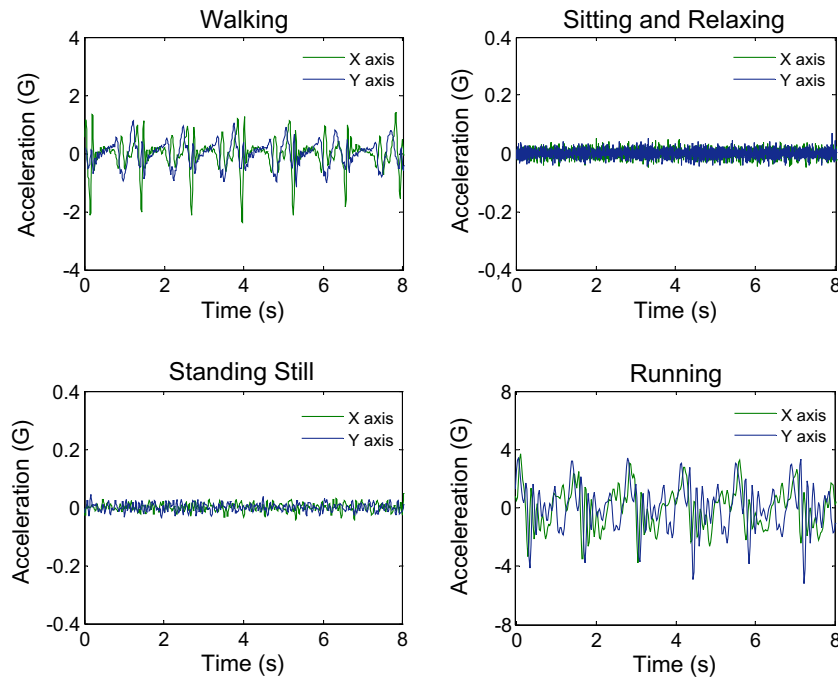 Walking
4
2
0
-2
-4
Acceleration (G)
X axis
Y axis
0 2 4 6 8
Time (s)
Sitting and Relaxing
0.4
0.2
0
-0.2
-0,4
Acceleration (G)
X axis
Y axis
0 2 4 6 8
Time (s)
Standing Still
0.4
0.2
0
-0.2
-0.4
Acceleration (G)
X axis
Y axis
0 2 4 6 8
Time (s)
Running
8
4
0
-4
-8
Accelereation (G)
X axis
Y axis
0 2 4 6 8
Time (s)